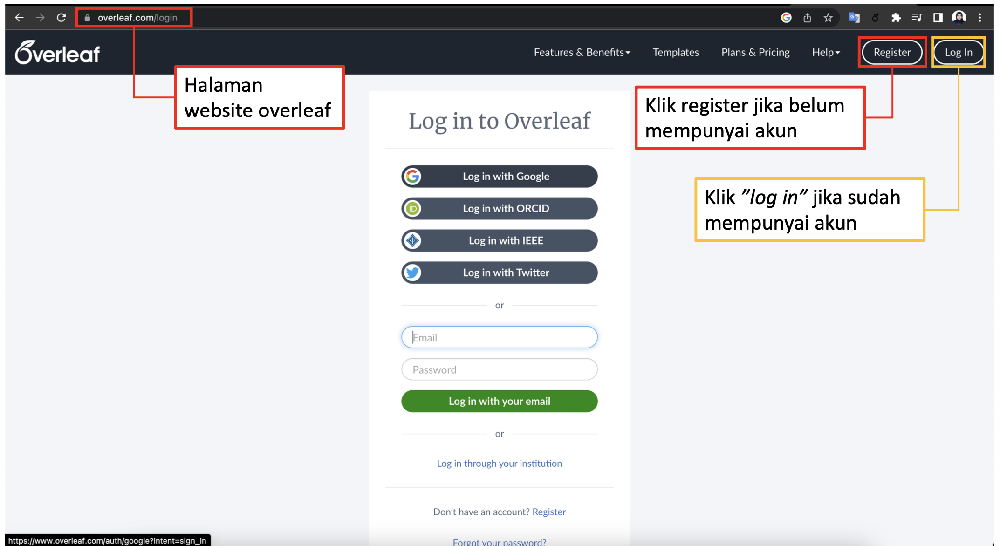 overleaf.com/login
Overleaf
Features & Benefits
Templates
Plans & Pricing
Help
Register
Log In
Halaman
website overleaf
Klik register jika belum
mempunyai akun
Klik ”log in” jika sudah
mempunyai akun
Log in to Overleaf
Log in with Google
iD
Log in with ORCID
Log in with IEEE
Log in with Twitter
or
Email
Password
Log in with your email
or
Log in through your institution
Don’t have an account? Register
Forgot your password?
https://www.overleaf.com/auth/google?intent=sign_in